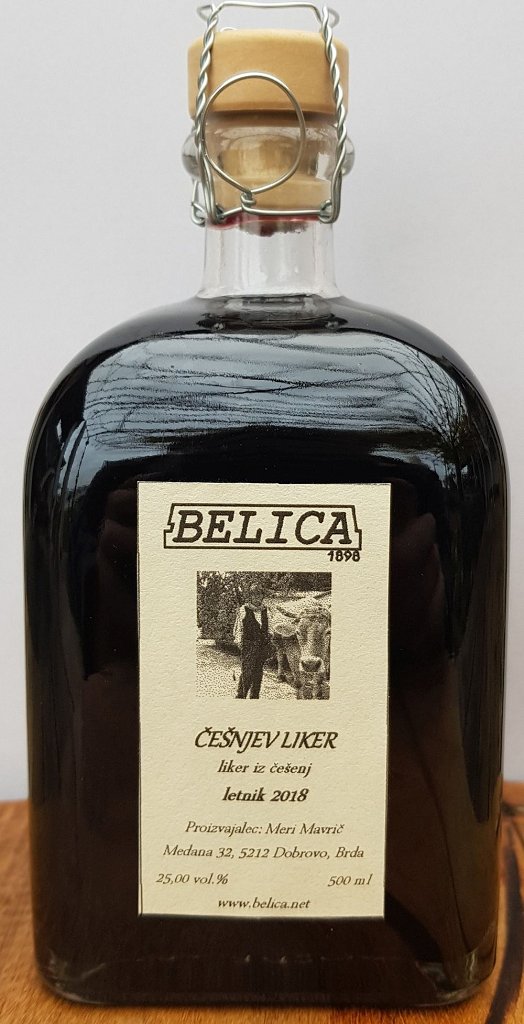 BELICA
1898
ČEŠNJEV LIKER
liker iz češenj
letnik 2018
Proizvajalec: Meri Mavrič
Medana 32, 5212 Dobrovo, Brda
25,00 vol.% 500 ml
www.belica.net